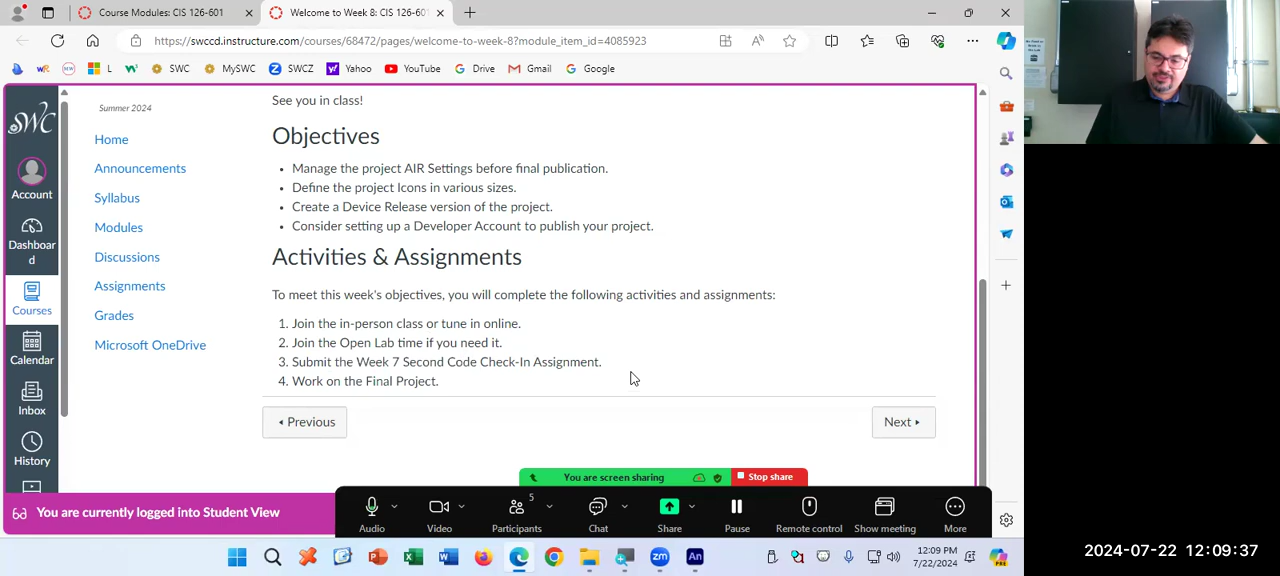 Course Modules: CIS 126-601
Welcome to Week 8: CIS 126-601
https://swccd.instructure.com/courses/68472/pages/welcome-to-week-8?module_item_id=4085923
L
SWC
MySWC
SWCZ
Yahoo
YouTube
Drive
Gmail
Google
SWC
Account
Dashboar
d
Courses
Calendar
Inbox
History
Summer 2024
Home
Announcements
Syllabus
Modules
Discussions
Assignments
Grades
Microsoft OneDrive
See you in class!
Objectives
• Manage the project AIR Settings before final publication.
• Define the project Icons in various sizes.
• Create a Device Release version of the project.
• Consider setting up a Developer Account to publish your project.
Activities & Assignments
To meet this week's objectives, you will complete the following activities and assignments:
1. Join the in-person class or tune in online.
2. Join the Open Lab time if you need it.
3. Submit the Week 7 Second Code Check-In Assignment.
4. Work on the Final Project.
Previous
Next
You are screen sharing
Stop share
You are currently logged into Student View
5
Audio
Video
Participants
Chat
Share
Pause
Remote control
Show meeting
More
12:09 PM
7/22/2024
2024-07-22 12:09:37